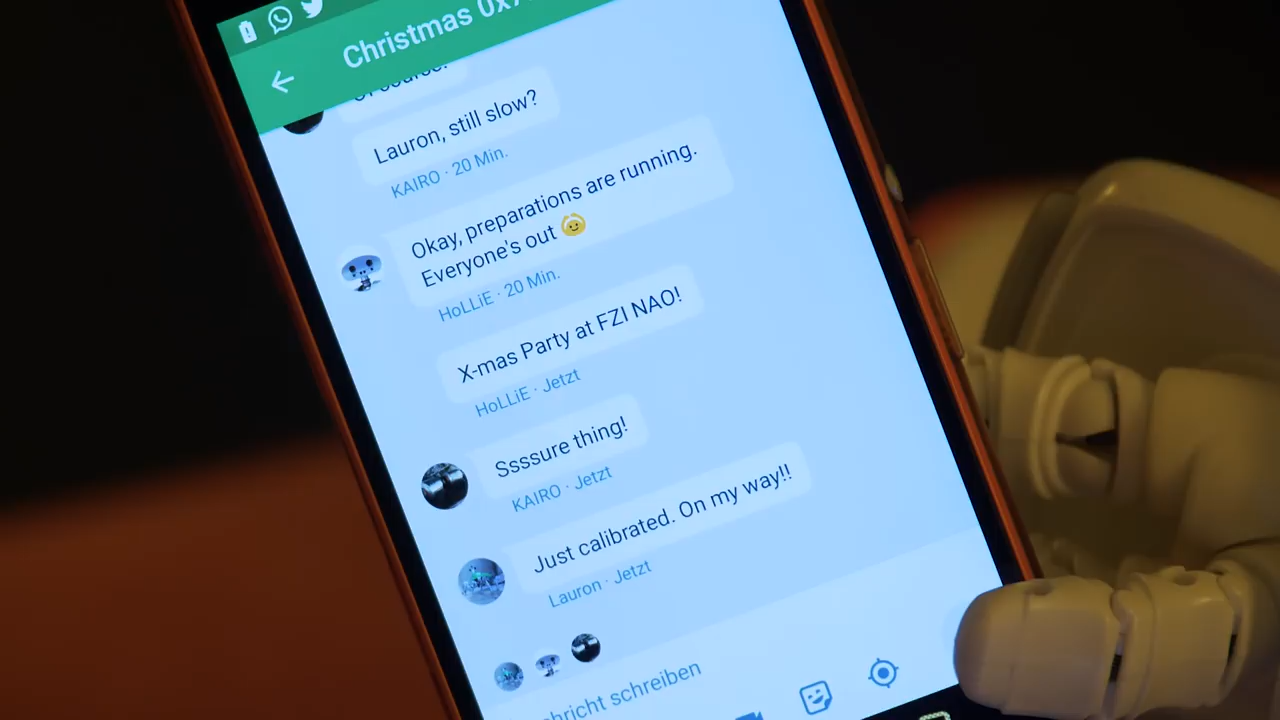 Christmas
Lauron, still slow?
KAIRO · 20 Min.
Okay, preparations are running.
Everyone's out
HoLLiE · 20 Min.
X-mas Party at FZI NAO!
HoLLiE · Jetzt
Ssssure thing!
KAIRO · Jetzt
Just calibrated. On my way!!
Lauron · Jetzt
schreiben